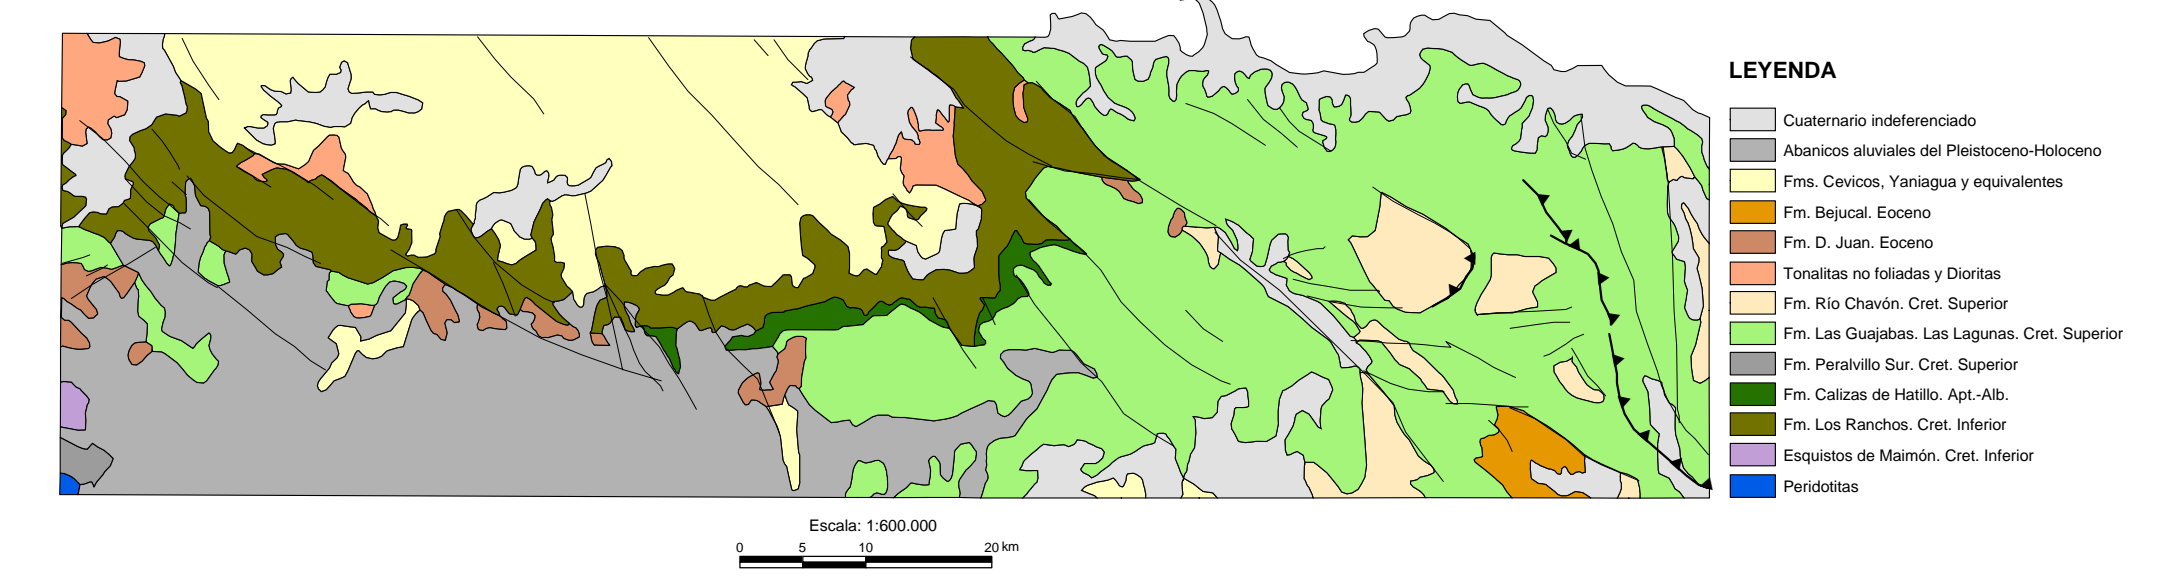 LEYENDA
Cuaternario indeferenciado
Abanicos aluviales del Pleistoceno-Holoceno
Fms. Cevicos, Yaniagua y equivalentes
Fm. Bejucal. Eoceno
Fm. D. Juan. Eoceno
Tonalitas no foliadas y Dioritas
Fm. Río Chavón. Cret. Superior
Fm. Las Guajabas. Las Lagunas. Cret. Superior
Fm. Peralvillo Sur. Cret. Superior
Fm. Calizas de Hatillo. Apt.-Alb.
Fm. Los Ranchos. Cret. Inferior
Esquistos de Maimón. Cret. Inferior
Peridotitas
Escala: 1:600.000
0 5 10 20 km